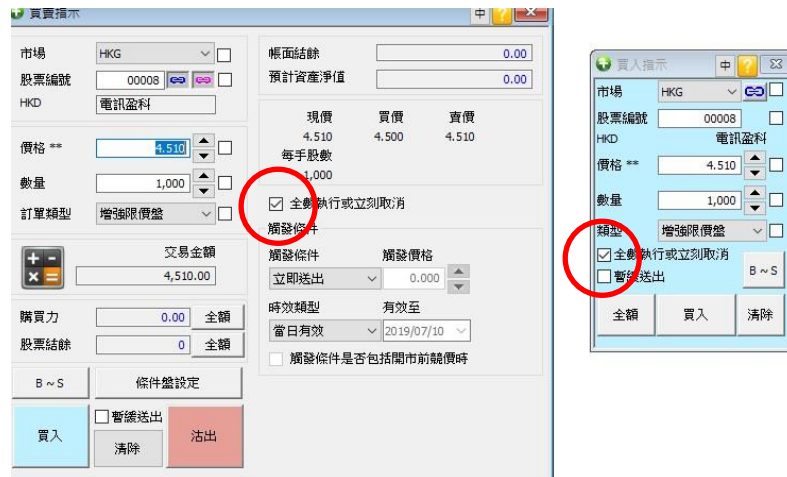 買賣指示 中 ?
市場 HKG
股票編號 00008
HKD 電訊盈科
價格 ** 4.510
數量 1,000
訂單類型 增強限價盤
交易金額
4,510.00
購買力 0.00 全額
股票結餘 0 全額
B ~ S 條件盤設定
買入
暫緩送出
清除
沽出
帳面結餘 0.00
預計資產淨值 0.00
現價 買價 賣價
4.510 4.500 4.510
每手股數
1,000
全數執行或立刻取消
觸發條件
觸發條件 觸發價格
立即送出 0.000
時效類型 有效至
當日有效 2019/07/10
觸發條件是否包括開市前競價時
買入指示 中 ?
市場 HKG
股票編號 00008
HKD 電訊盈科
價格 ** 4.510
數量 1,000
類型 增強限價盤
全數執行或立刻取消
暫緩送出
B ~ S
全額 買入 清除